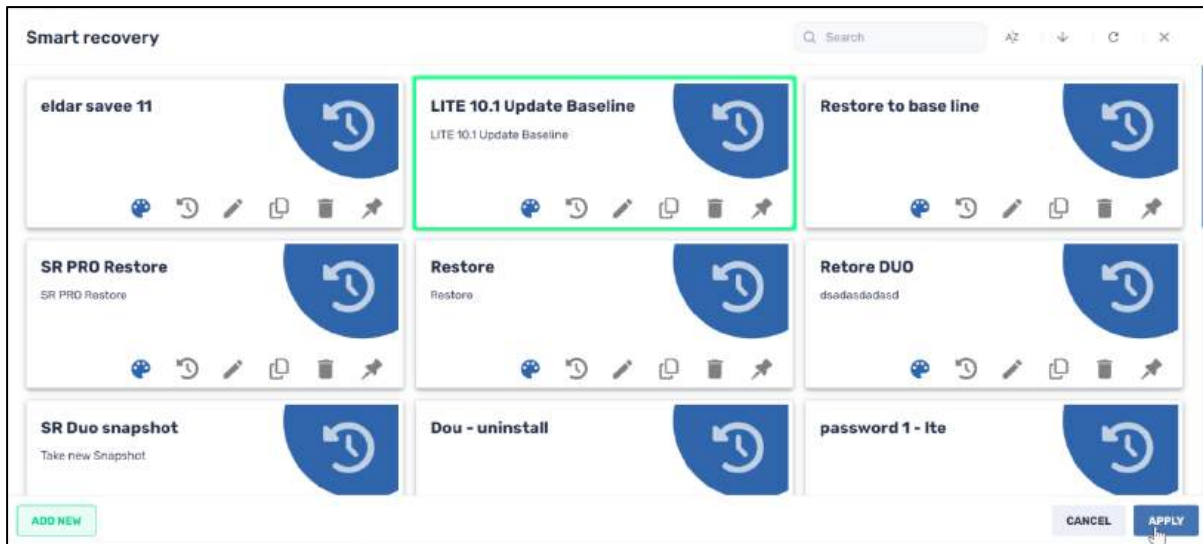 Smart recovery
Search
AZ
eldar savee 11
LITE 10.1 Update Baseline
LITE 10.1 Update Baseline
Restore to base line
SR PRO Restore
SR PRO Restore
Restore
Restore
Retore DUO
dsadasdadasd
SR Duo snapshot
Take new Snapshot
Dou - uninstall
password 1 - lte
ADD NEW
CANCEL
APPLY